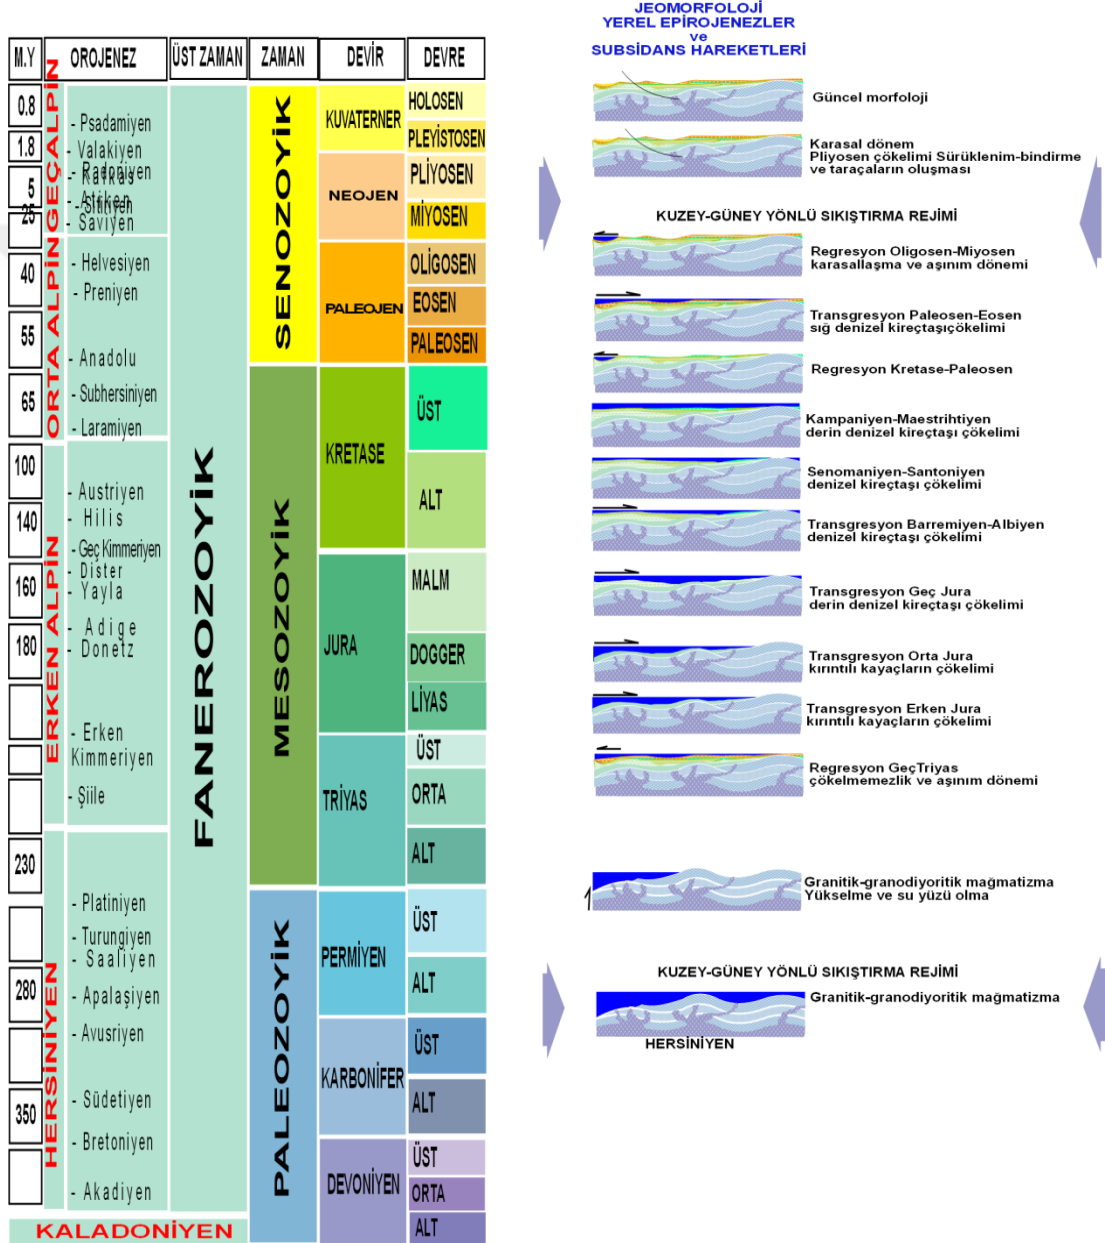 JEOMORFOLOJİ
YEREL EPİROJENEZLER
ve
SUBSİDANS HAREKETLERİ
M.Y
OROJENEZ
ÜST ZAMAN
ZAMAN
DEVİR
DEVRE
0.8
1.8
5
25
40
55
65
100
140
160
180
230
280
350
GEÇALPİN
ORTA ALPİN
ERKEN ALPİN
HERSİNİYEN
KALADONİYEN
- Psadamiyen
- Valakiyen
- Radoniyen
- Kafkas
- Atiken
- Saviyen
- Helvesiyen
- Preniyen
- Anadolu
- Subhersiniyen
- Laramiyen
- Austriyen
- Hilis
- Geç Kimmeriyen
- Dister
- Yayla
- Adige
- Donetz
- Erken
Kimmeriyen
- Şiile
- Platiniyen
- Turungiyen
- Saaliyen
- Apalaşiyen
- Avusriyen
- Südetiyen
- Bretoniyen
- Akadiyen
FANEROZOYİK
SENOZOYİK
MESOZOYİK
PALEOZOYİK
KUVATERNER
NEOJEN
PALEOJEN
KRETASE
JURA
TRİYAS
PERMİYEN
KARBONİFER
DEVONİYEN
HOLOSEN
PLEYİSTOSEN
PLİYOSEN
MİYOSEN
OLİGOSEN
EOSEN
PALEOSEN
ÜST
ALT
MALM
DOGGER
LİYAS
ÜST
ORTA
ALT
ÜST
ALT
ÜST
ALT
ÜST
ORTA
ALT
Güncel morfoloji
Karasal dönem
Pliyosen çökelimi Sürüklenim-bindirme
ve taraçaların oluşması
KUZEY-GÜNEY YÖNLÜ SIKIŞTIRMA REJİMİ
Regresyon Oligosen-Miyosen
karasallaşma ve aşınım dönemi
Transgresyon Paleosen-Eosen
sığ denizel kireçtaşıçökelimi
Regresyon Kretase-Paleosen
Kampaniyen-Maestrihtiyen
derin denizel kireçtaşı çökelimi
Senomaniyen-Santoniyen
denizel kireçtaşı çökelimi
Transgresyon Barremiyen-Albiyen
denizel kireçtaşı çökelimi
Transgresyon Geç Jura
derin denizel kireçtaşı çökelimi
Transgresyon Orta Jura
kırıntılı kayaçların çökelimi
Transgresyon Erken Jura
kırıntılı kayaçların çökelimi
Regresyon GeçTriyas
çökelmemezlik ve aşınım dönemi
Granitik-granodiyoritik mağmatizma
Yükselme ve su yüzü olma
KUZEY-GÜNEY YÖNLÜ SIKIŞTIRMA REJİMİ
Granitik-granodiyoritik mağmatizma
HERSİNİYEN